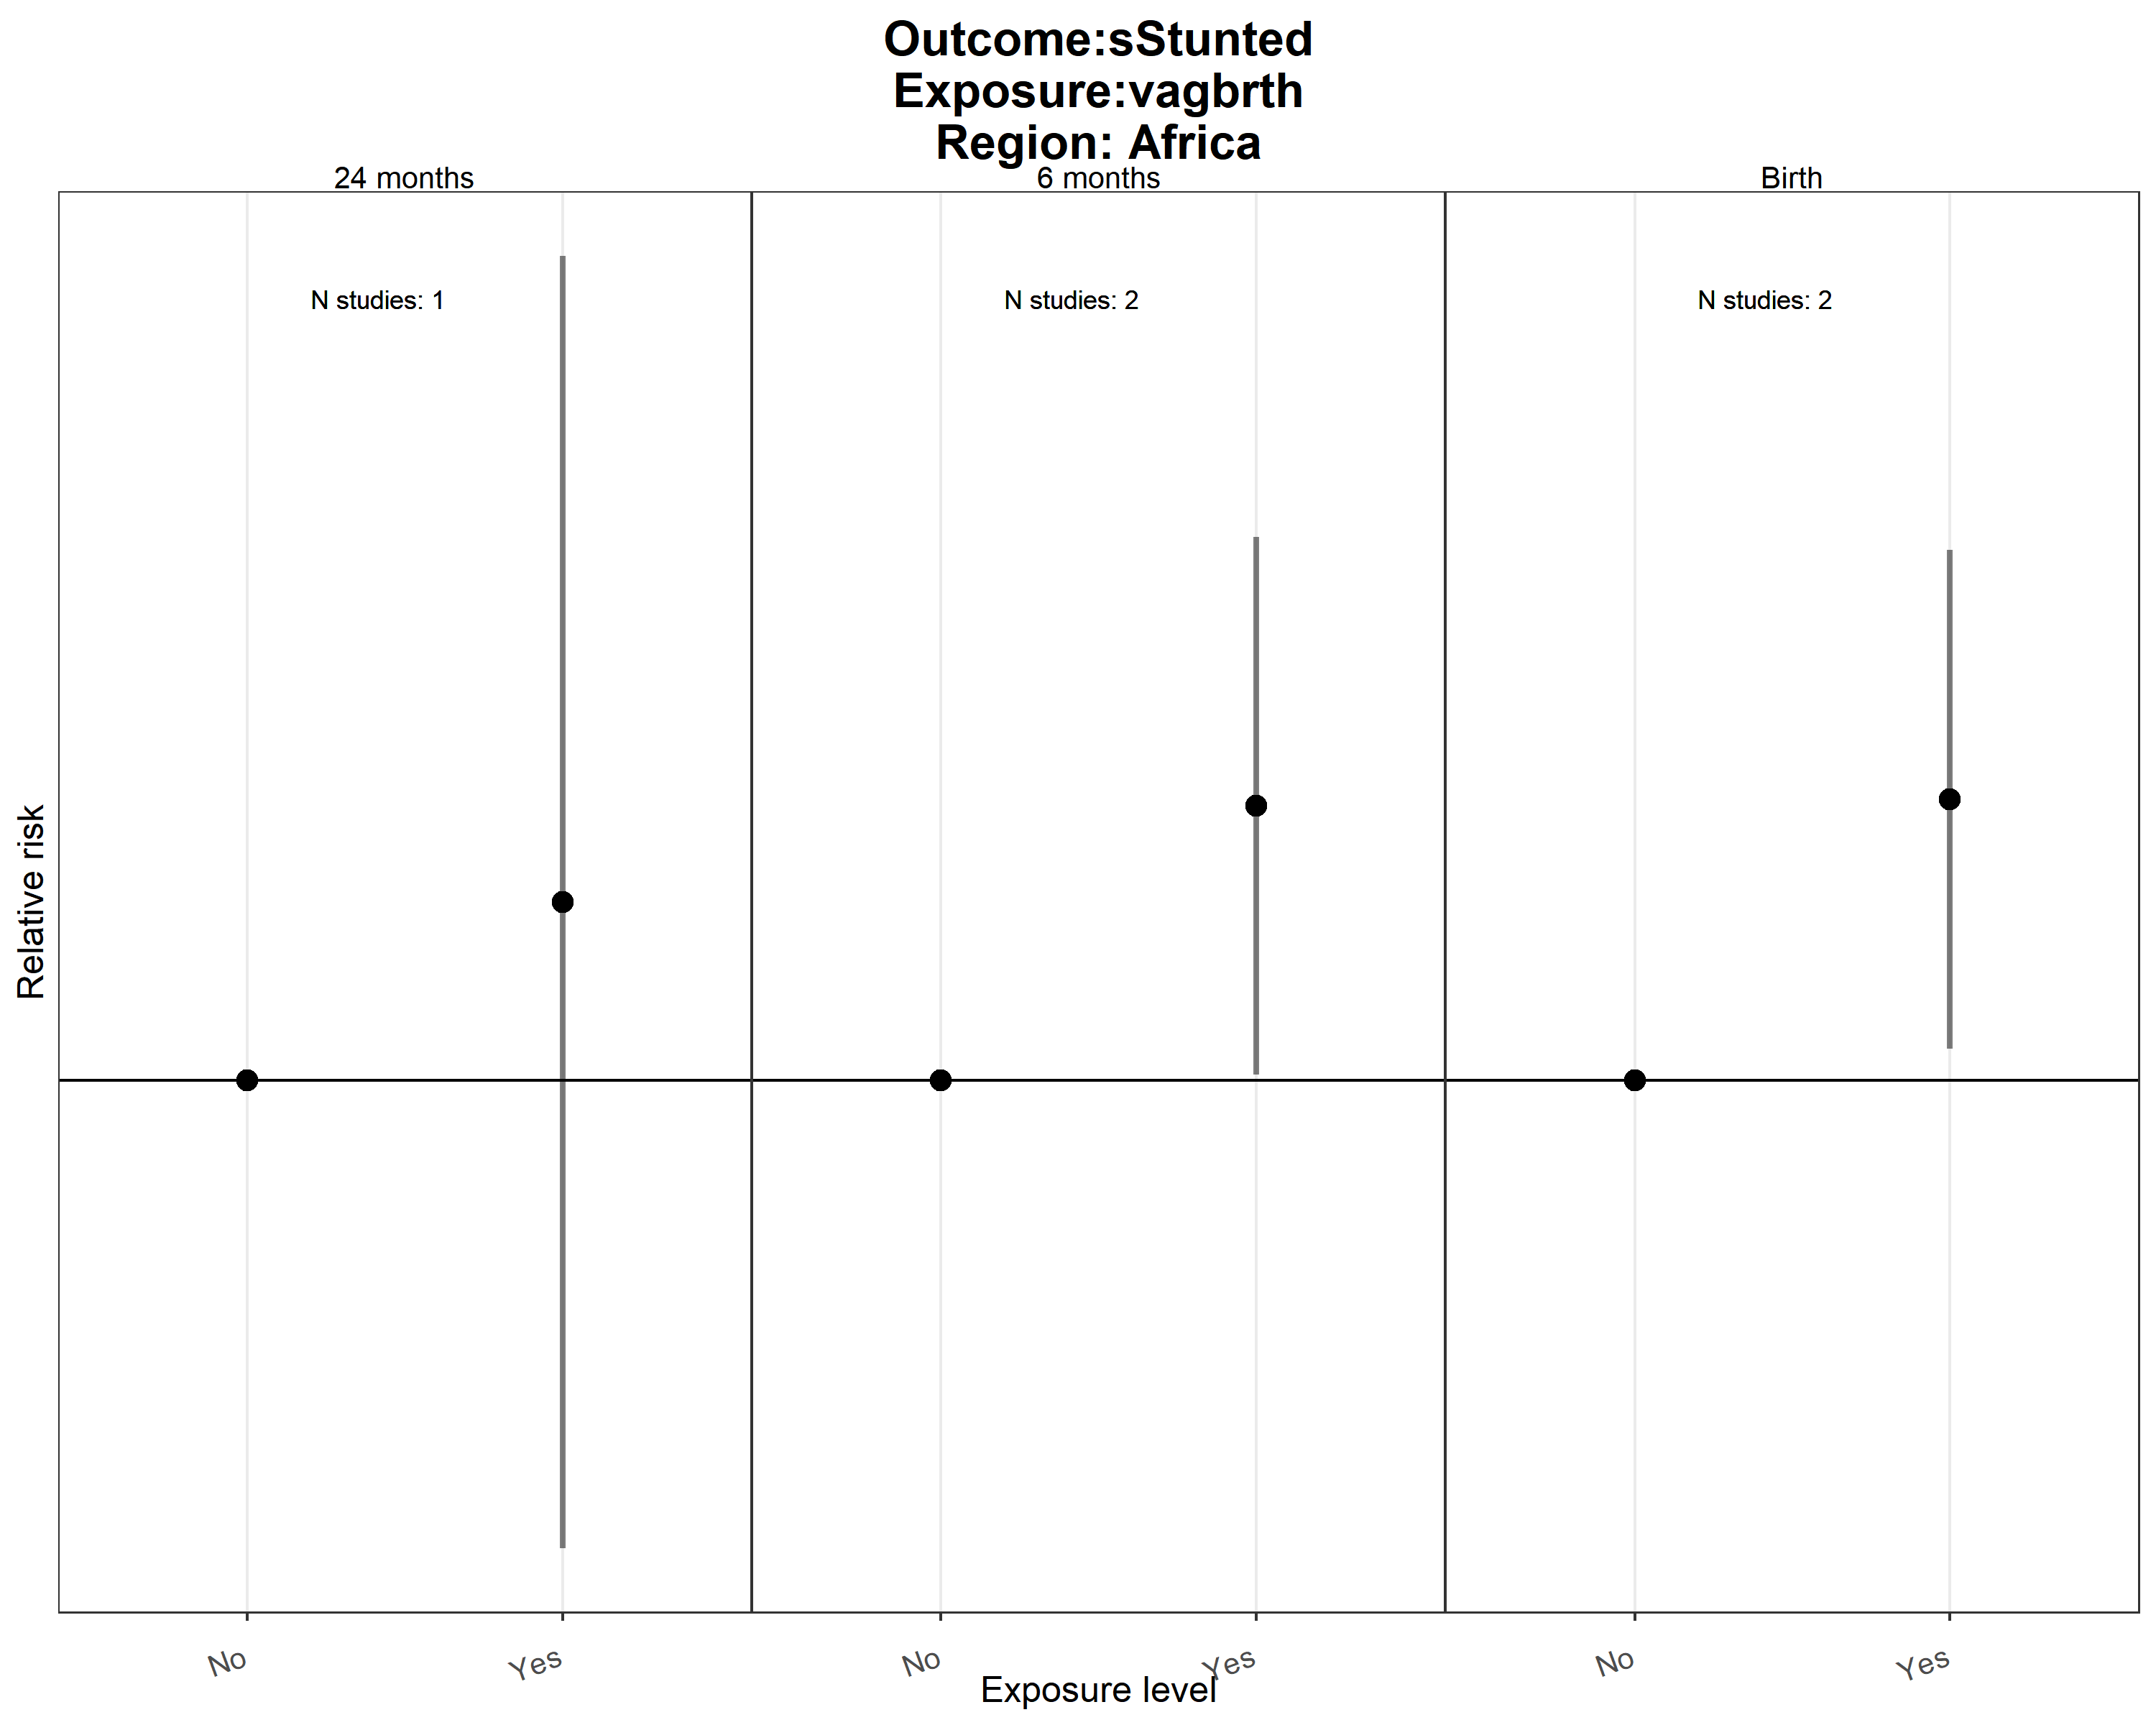 Outcome:sStunted
Exposure:vagbrth
Region: Africa
24 months
6 months
Birth
N studies: 1
N studies: 2
N studies: 2
Relative risk
No
Yes
No
Yes
No
Yes
Exposure level